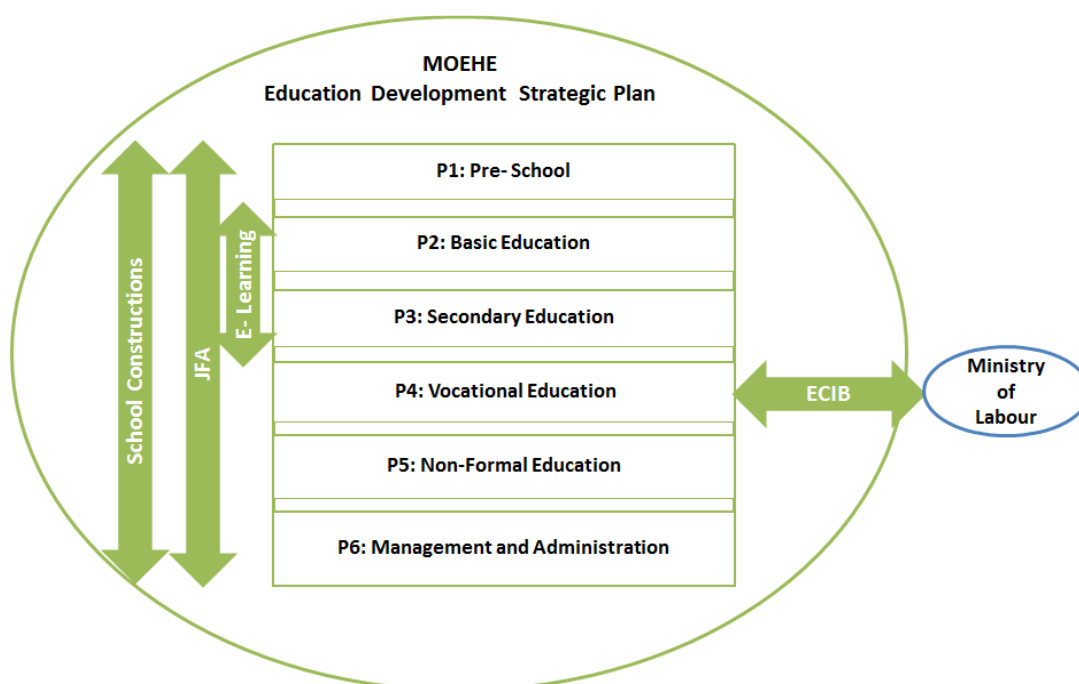 MOEHE
Education Development Strategic Plan
P1: Pre- School
P2: Basic Education
P3: Secondary Education
P4: Vocational Education
P5: Non-Formal Education
P6: Management and Administration
School Constructions
JFA
E- Learning
ECIB
Ministry
of
Labour